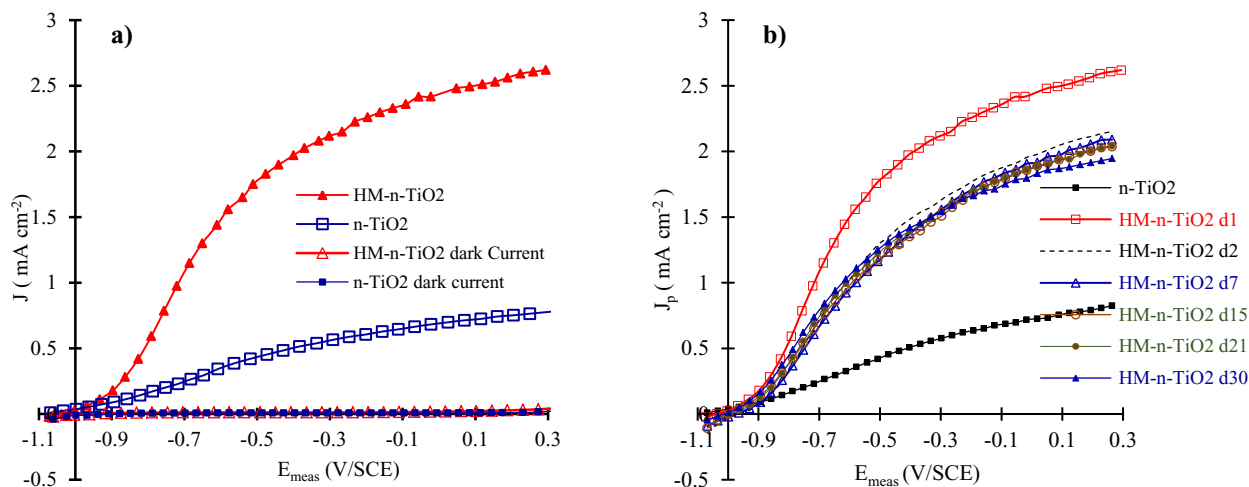 a)
3
2.5
2
1.5
1
0.5
0
-0.5
J ( mA cm-2)
HM-n-TiO2
n-TiO2
HM-n-TiO2 dark Current
n-TiO2 dark current
-1.1 -0.9 -0.7 -0.5 -0.3 -0.1 0.1 0.3
Emeas (V/SCE)
b)
3
2.5
2
1.5
1
0.5
0
-0.5
Jp ( mA cm-2)
n-TiO2
HM-n-TiO2 d1
HM-n-TiO2 d2
HM-n-TiO2 d7
HM-n-TiO2 d15
HM-n-TiO2 d21
HM-n-TiO2 d30
-1.1 -0.9 -0.7 -0.5 -0.3 -0.1 0.1 0.3
Emeas (V/SCE)